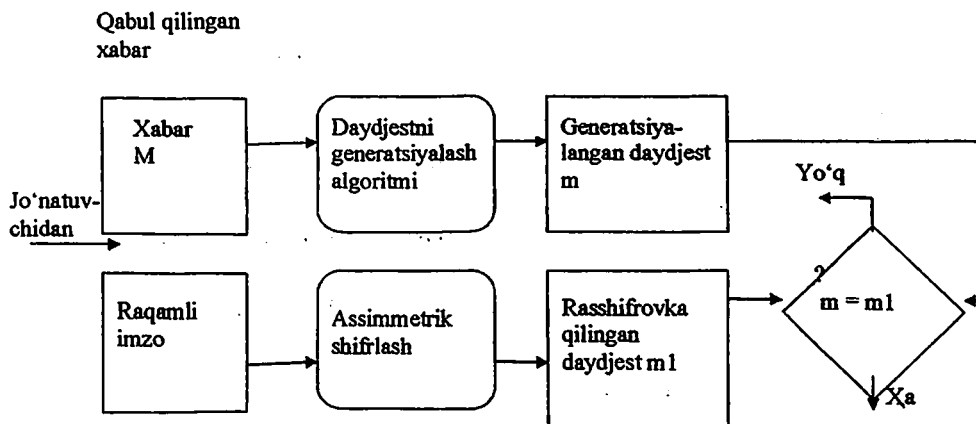 Qabul qilingan
xabar
Xabar
M
Daydjestni
generatsiyalash
algoritmi
Generatsiya-
langan daydjest
m
Yo‘q
Jo‘natuv-
chidan
?
m = m1
Raqamli
imzo
Assimmetrik
shifrlash
Rasshifrovka
qilingan
daydjest m1
Xa